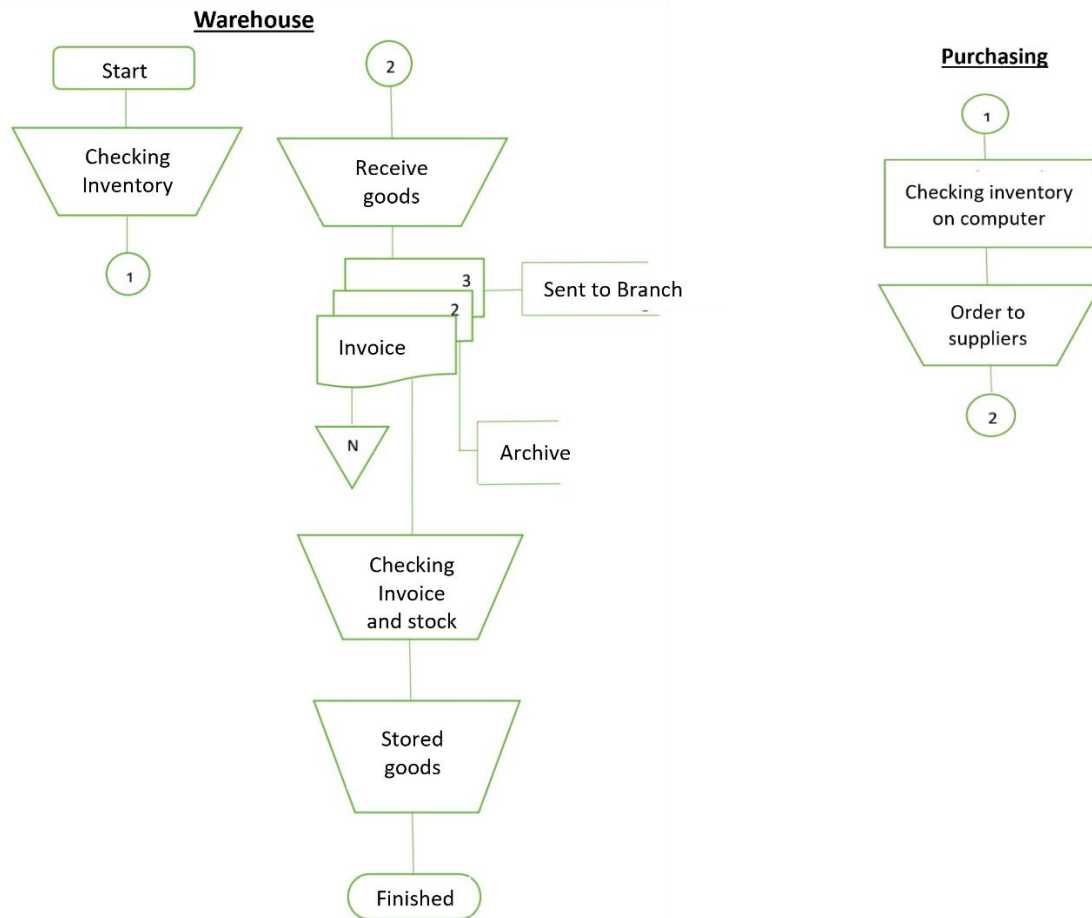 Warehouse
Start
Checking
Inventory
1
2
Receive
goods
3
2
Invoice
Sent to Branch
N
Archive
Checking
Invoice
and stock
Stored
goods
Finished
Purchasing
1
Checking inventory
on computer
Order to
suppliers
2